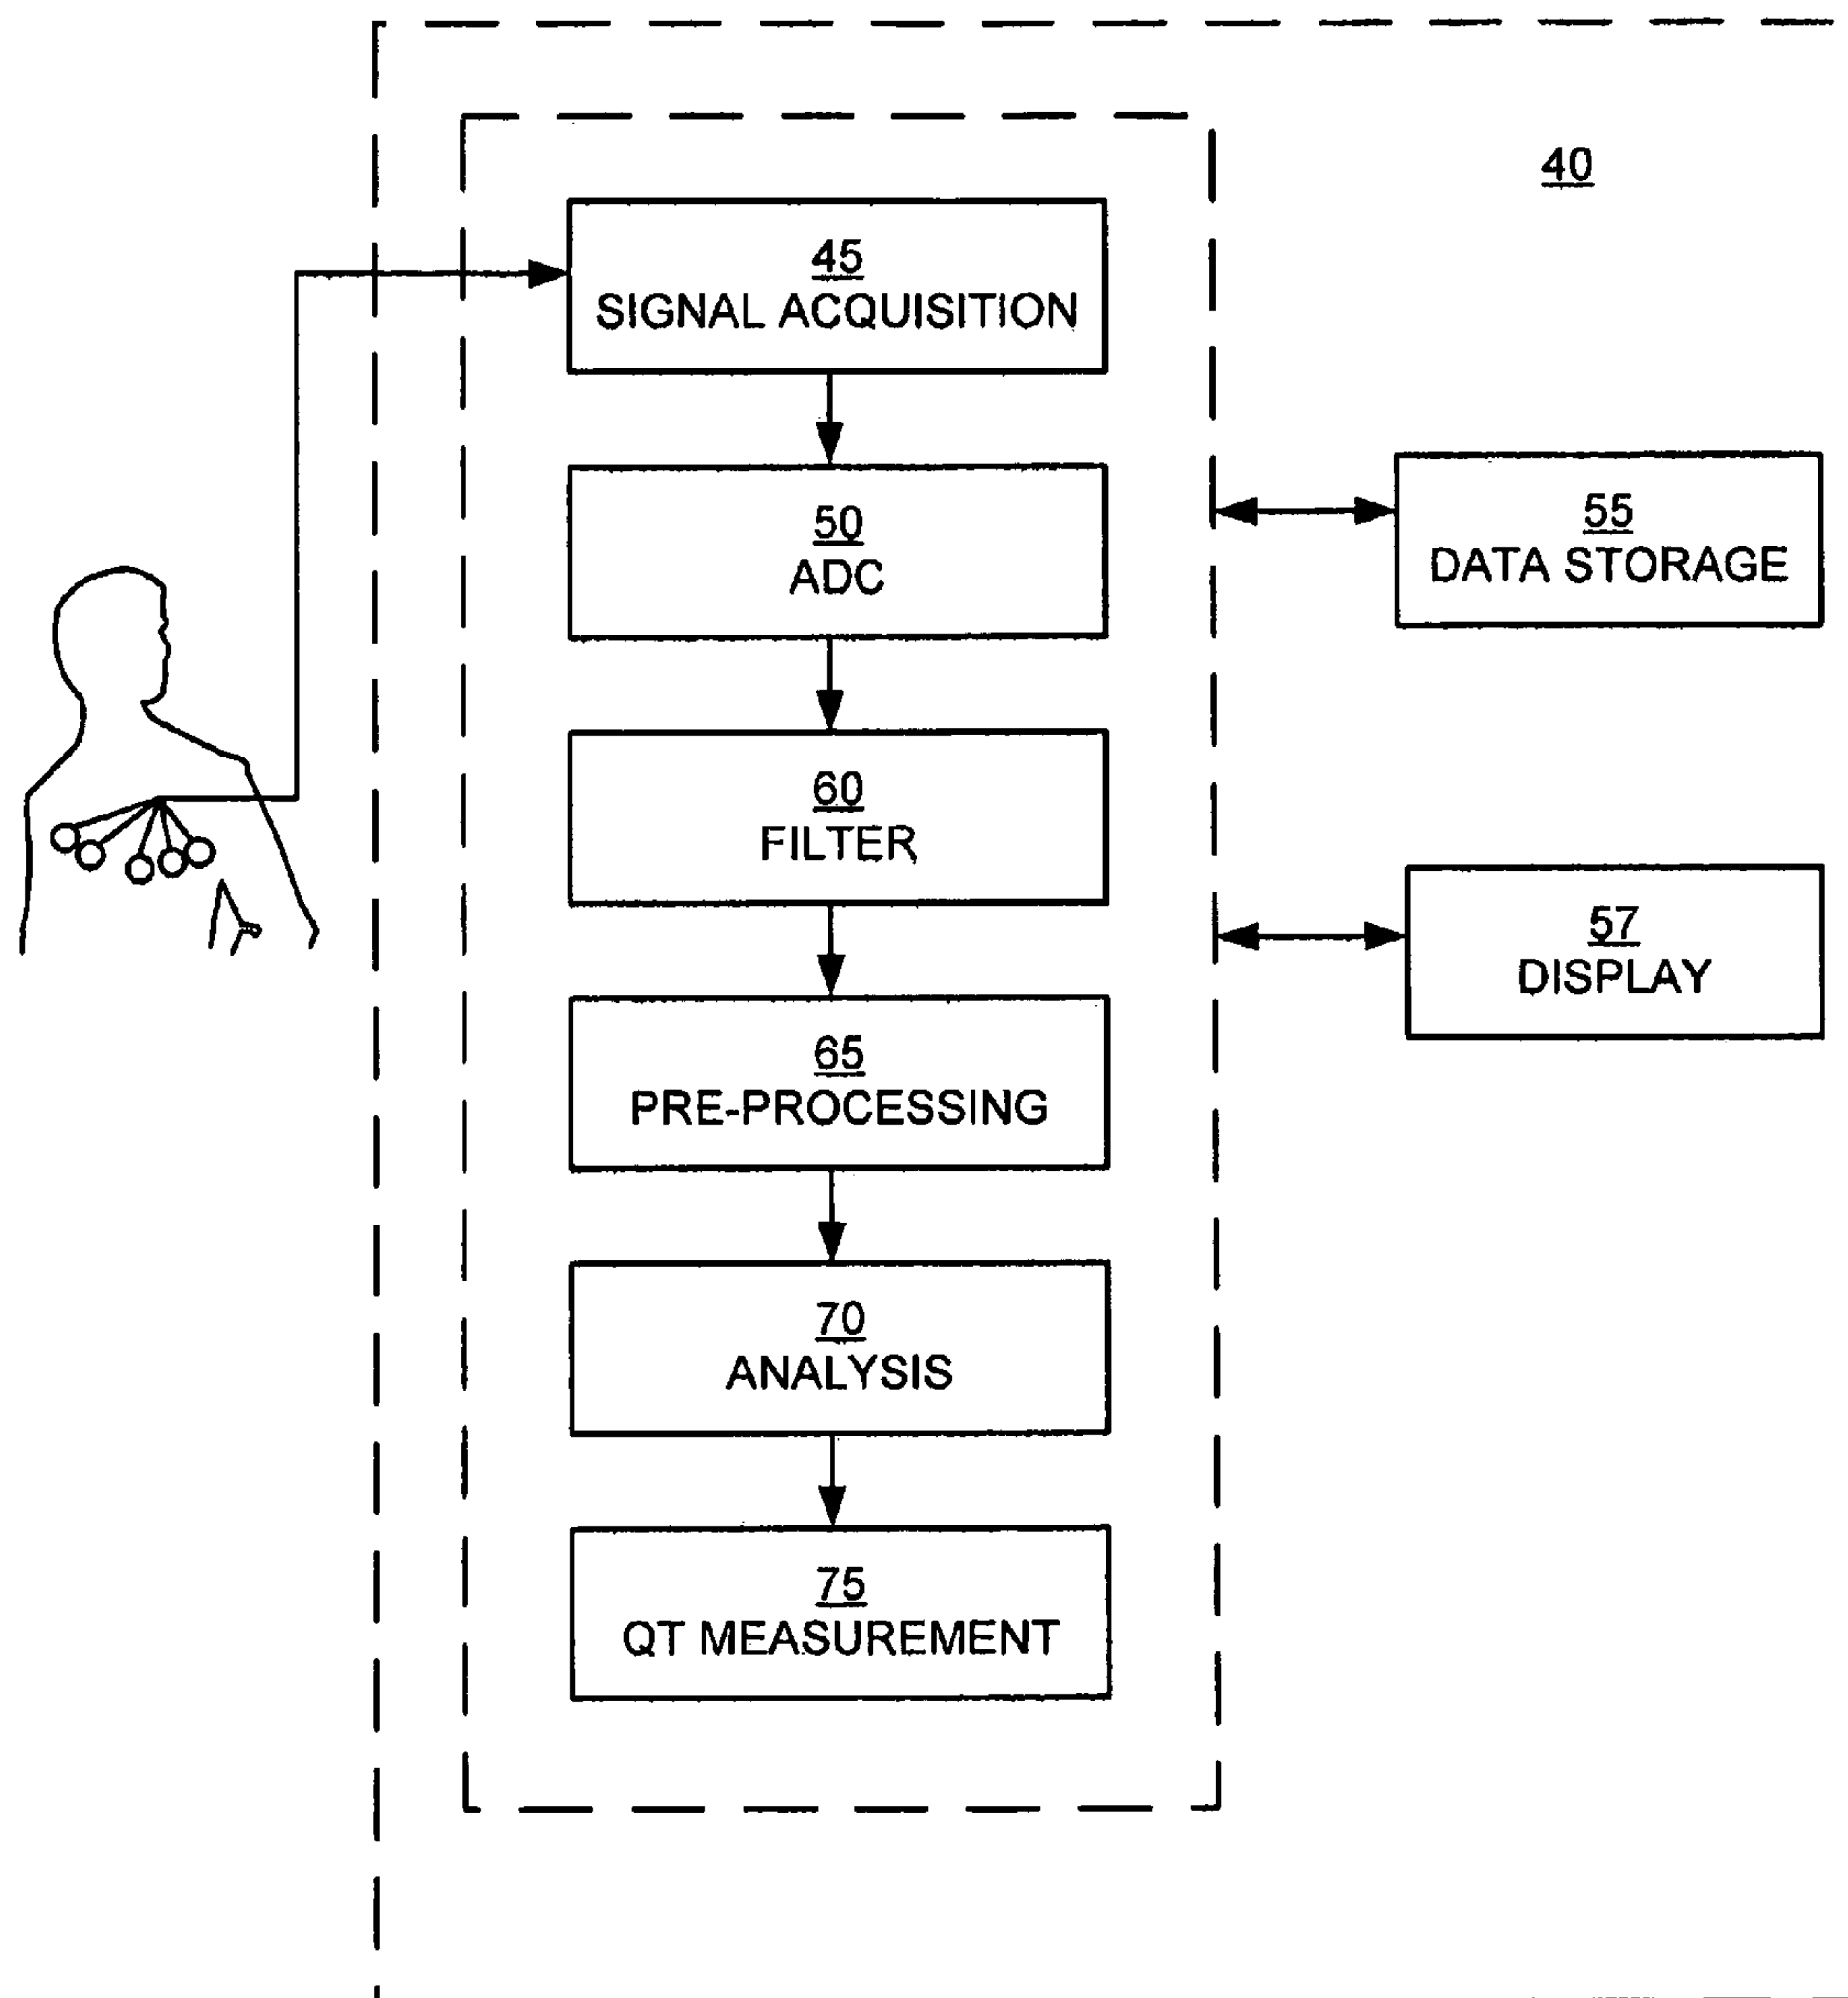 40
45
SIGNAL ACQUISITION
50
ADC
55
DATA STORAGE
60
FILTER
57
DISPLAY
65
PRE-PROCESSING
70
ANALYSIS
75
QT MEASUREMENT